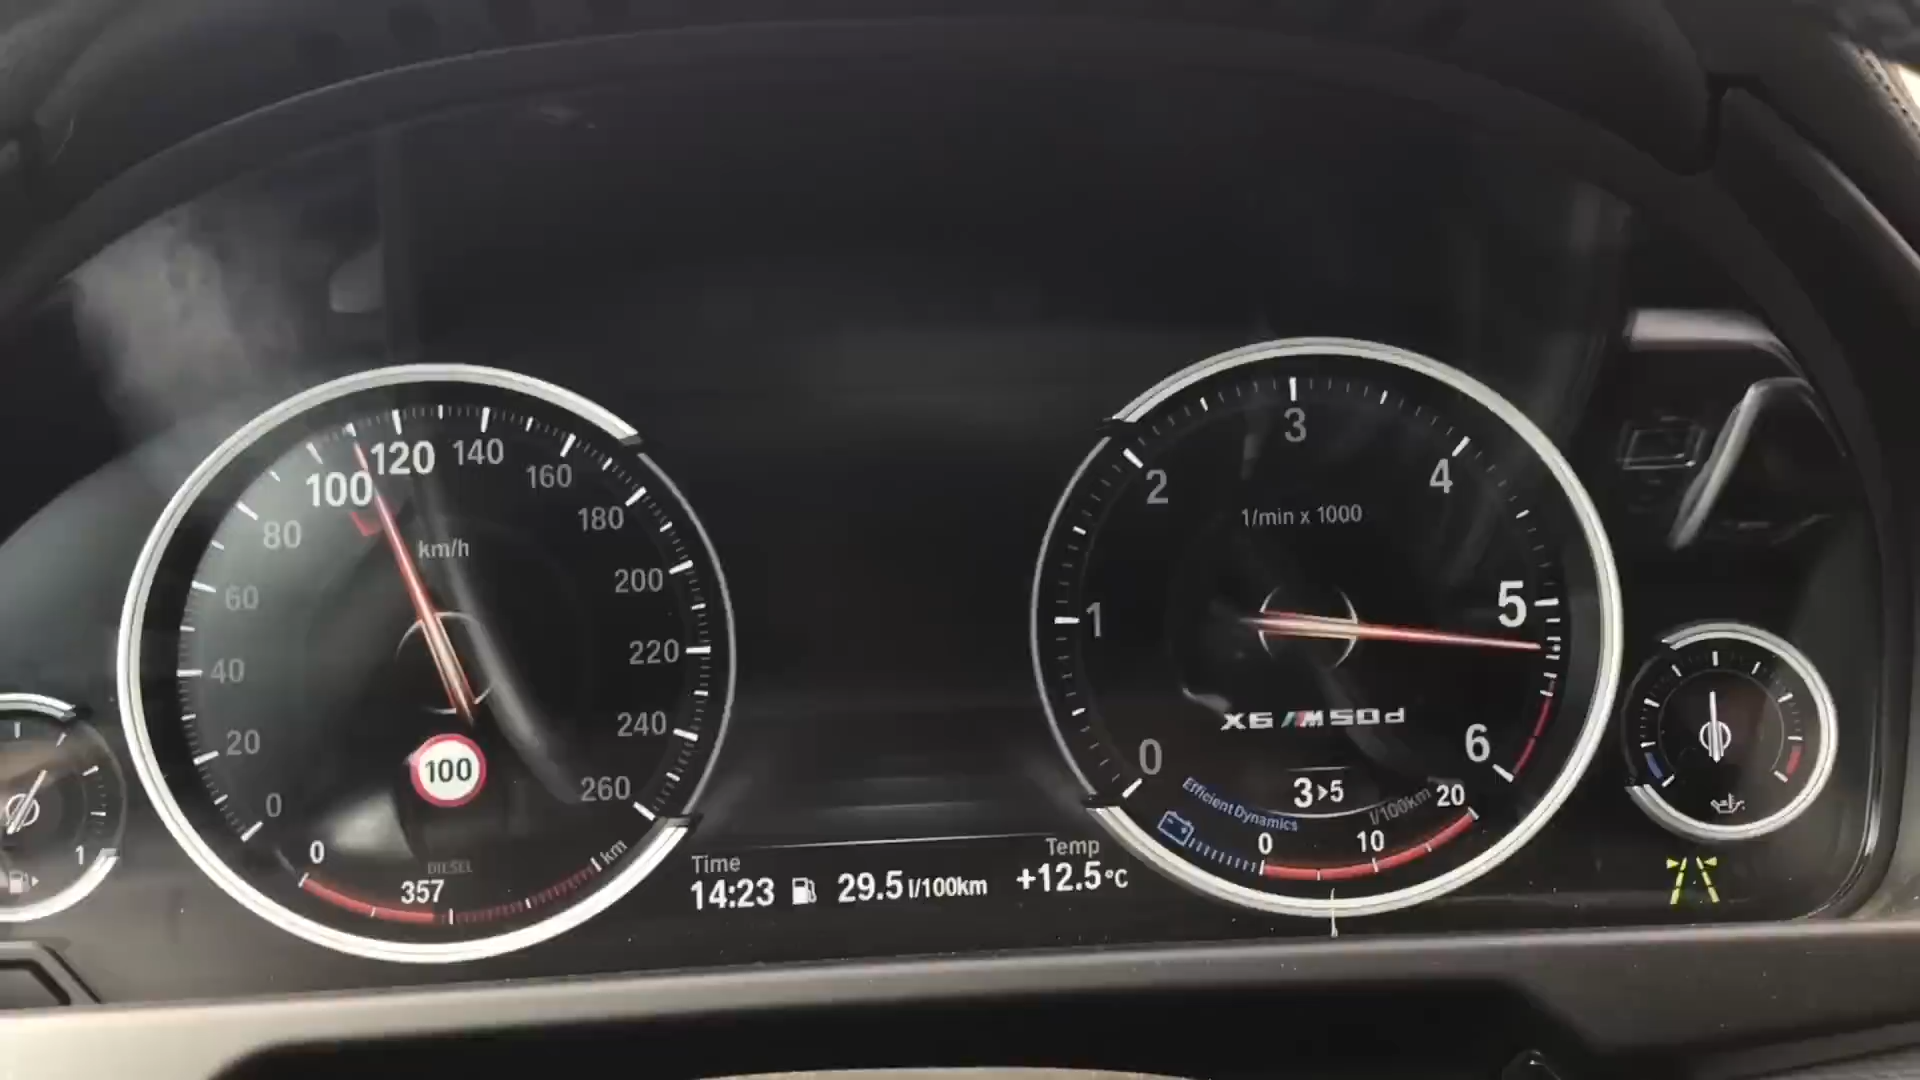 0
20
40
60
80
100
120
140
160
180
200
220
240
260
km/h
100
0
DIESEL
357
km
1
Time
14:23
29.5 l/100km
Temp
+12.5°C
0
1
2
3
4
5
6
1/min x 1000
X6 M50d
3▸5
Efficient Dynamics
l/100km
0
10
20